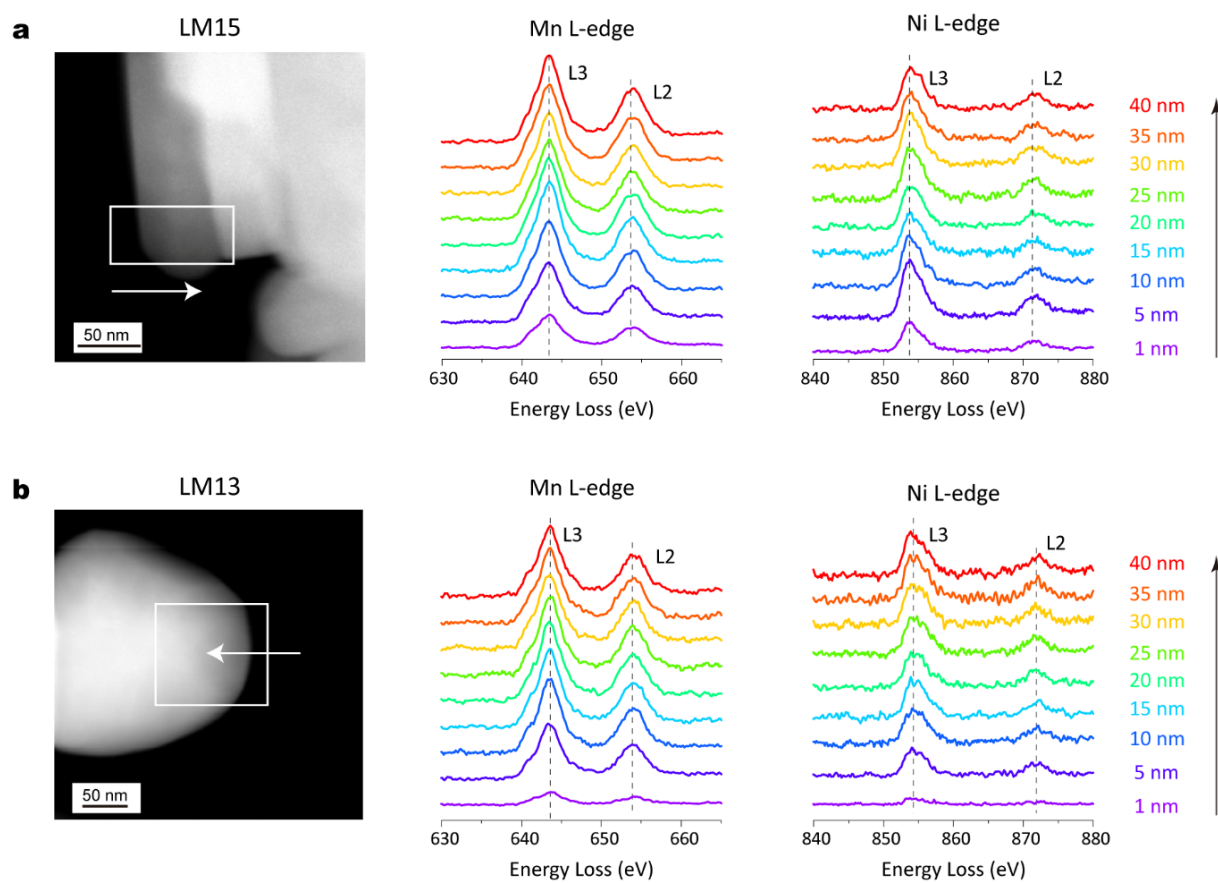 a
LM15
Mn L-edge
Ni L-edge
L3
L2
L3
L2
40 nm
35 nm
30 nm
25 nm
20 nm
15 nm
10 nm
5 nm
1 nm
50 nm
630 640 650 660
840 850 860 870 880
Energy Loss (eV)
Energy Loss (eV)
b
LM13
Mn L-edge
Ni L-edge
L3
L2
L3
L2
40 nm
35 nm
30 nm
25 nm
20 nm
15 nm
10 nm
5 nm
1 nm
50 nm
630 640 650 660
840 850 860 870 880
Energy Loss (eV)
Energy Loss (eV)